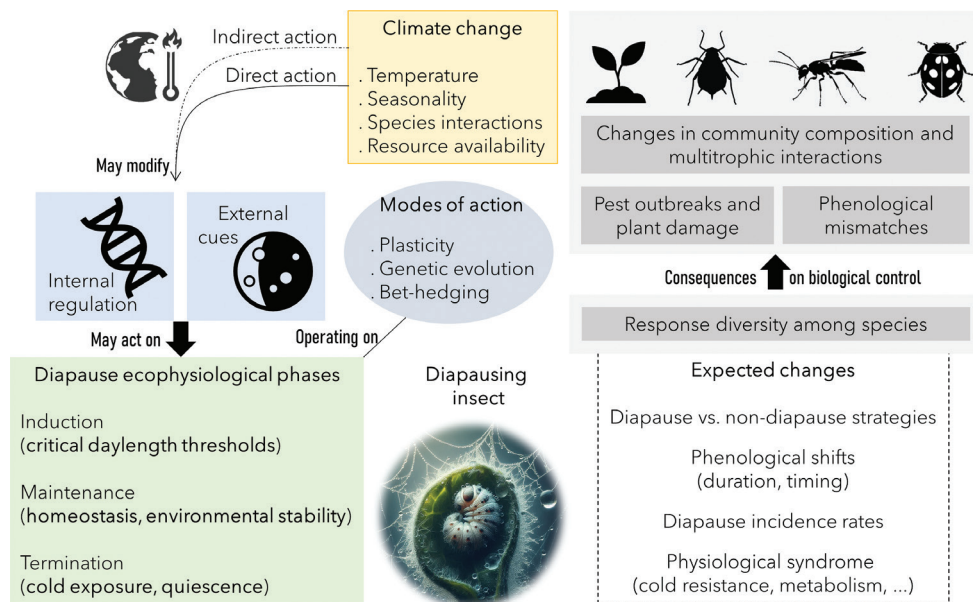 Indirect action
Direct action
Climate change
. Temperature
. Seasonality
. Species interactions
. Resource availability
May modify
Internal
regulation
External
cues
Modes of action
. Plasticity
. Genetic evolution
. Bet-hedging
May act on
Operating on
Diapause ecophysiological phases
Induction
(critical daylength thresholds)
Maintenance
(homeostasis, environmental stability)
Termination
(cold exposure, quiescence)
Diapausing
insect
Changes in community composition and
multitrophic interactions
Pest outbreaks and
plant damage
Phenological
mismatches
Consequences on biological control
Response diversity among species
Expected changes
Diapause vs. non-diapause strategies
Phenological shifts
(duration, timing)
Diapause incidence rates
Physiological syndrome
(cold resistance, metabolism, ...)